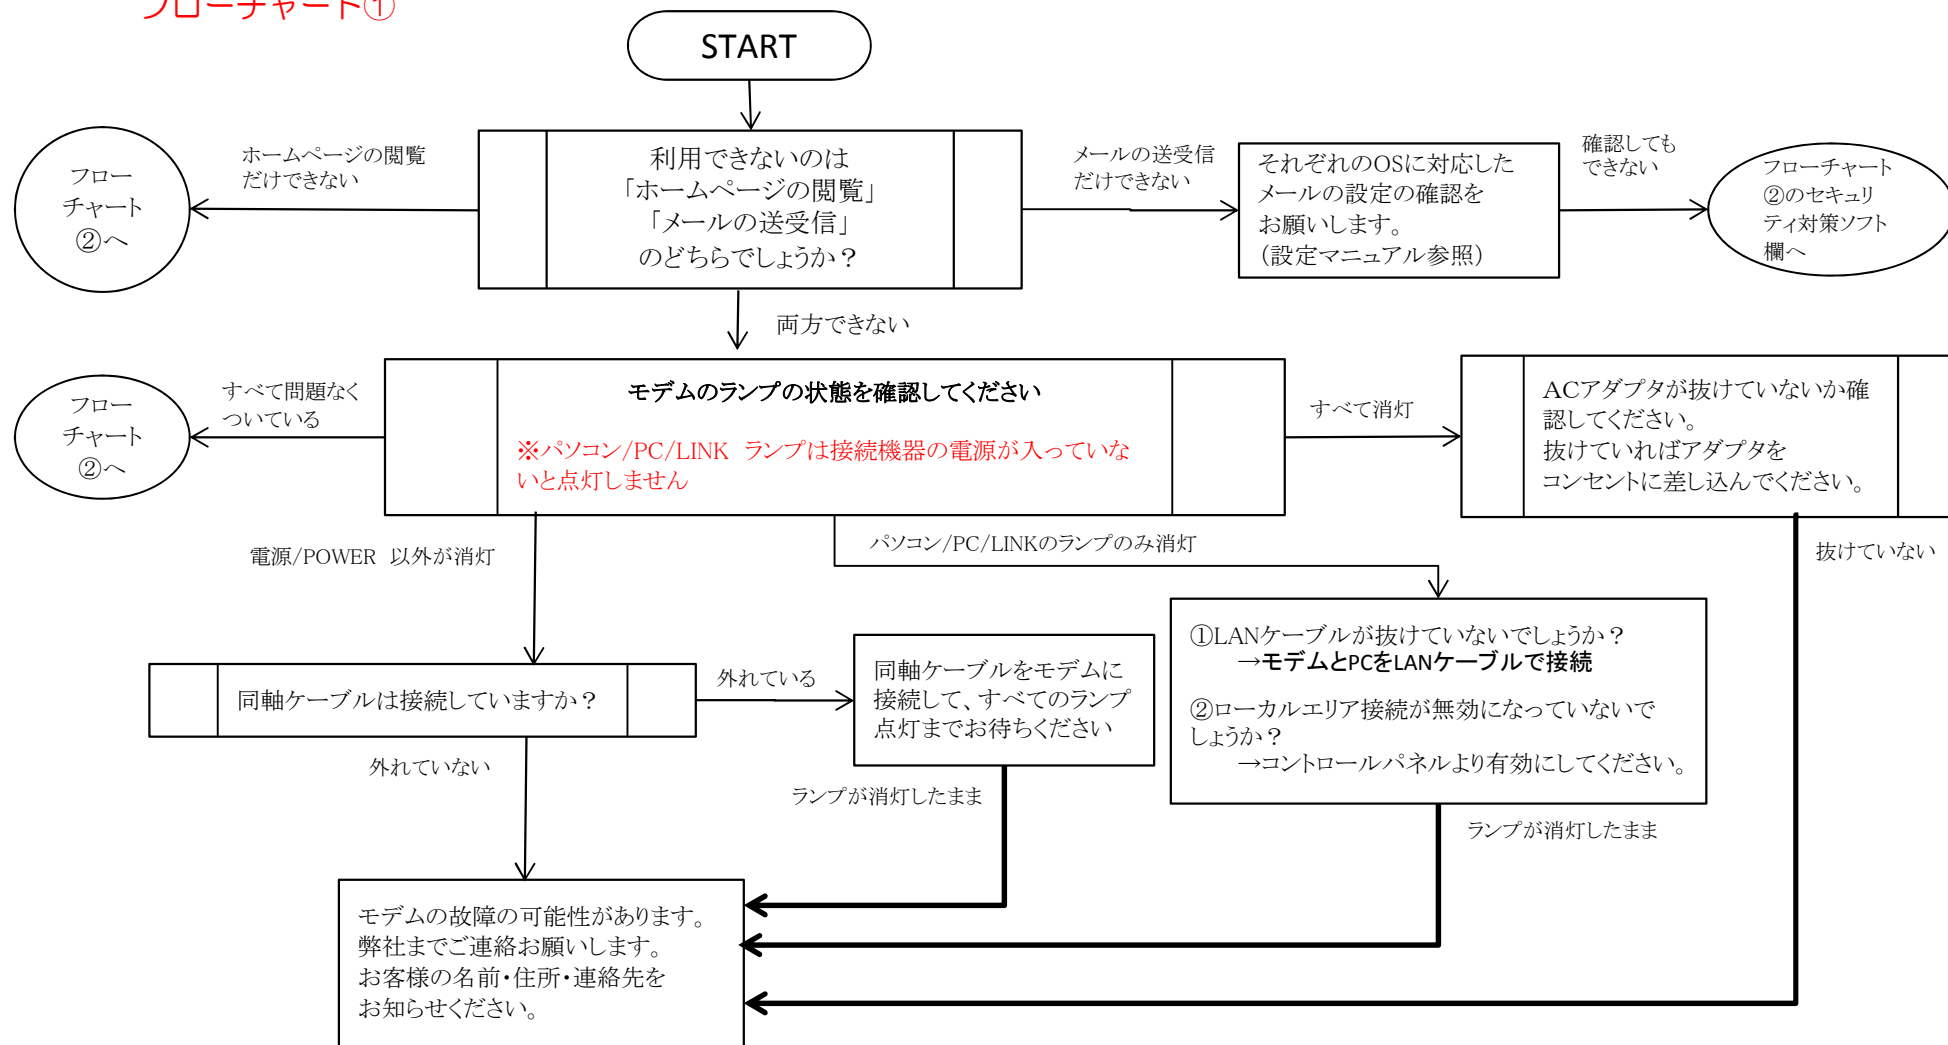 フローチャート①
START
フロー
チャート
②へ
ホームページの閲覧
だけできない
利用できないのは
「ホームページの閲覧」
「メールの送受信」
のどちらでしょうか？
メールの送受信
だけできない
それぞれのOSに対応した
メールの設定の確認を
お願いします。
（設定マニュアル参照）
確認しても
できない
フローチャート
②のセキュリ
ティ対策ソフト
欄へ
両方できない
フロー
チャート
②へ
すべて問題なく
ついている
モデムのランプの状態を確認してください
※パソコン/PC/LINK ランプは接続機器の電源が入っていな
いと点灯しません
すべて消灯
ACアダプタが抜けていないか確
認してください。
抜けていればアダプタを
コンセントに差し込んでください。
電源/POWER 以外が消灯
パソコン/PC/LINKのランプのみ消灯
抜けていない
同軸ケーブルは接続していますか？
外れている
同軸ケーブルをモデムに
接続して、すべてのランプ
点灯までお待ちください
①LANケーブルが抜けていないでしょうか？
→モデムとPCをLANケーブルで接続
②ローカルエリア接続が無効になっていないで
しょうか？
→コントロールパネルより有効にしてください。
外れていない
ランプが消灯したまま
ランプが消灯したまま
モデムの故障の可能性があります。
弊社までご連絡お願いします。
お客様の名前・住所・連絡先を
お知らせください。